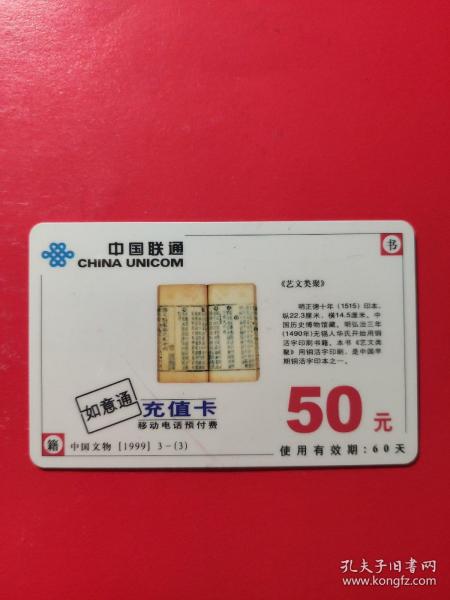 中国联通
CHINA UNICOM
书
《艺文类聚》
明正德十年（1515）印本，
纵22.3厘米，横14.5厘米。中
国历史博物馆藏。明弘治三年
（1490年）无锡人华氏开始用铜
活字印刷书籍。本书《艺文类
聚》用铜活字印刷，是中国早
期铜活字印本之一。
如意通
充值卡
移动电话预付费
50元
籍
中国文物 [1999] 3-(3)
使用有效期：60天
孔夫子旧书网
www.kongfz.com